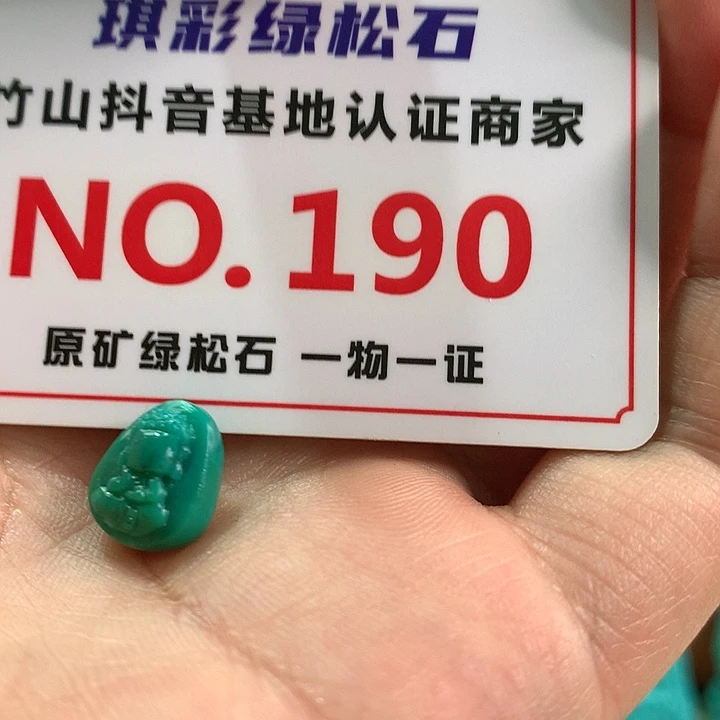 琪彩绿松石
竹山抖音基地认证商家
NO.190
原矿绿松石 一物一证